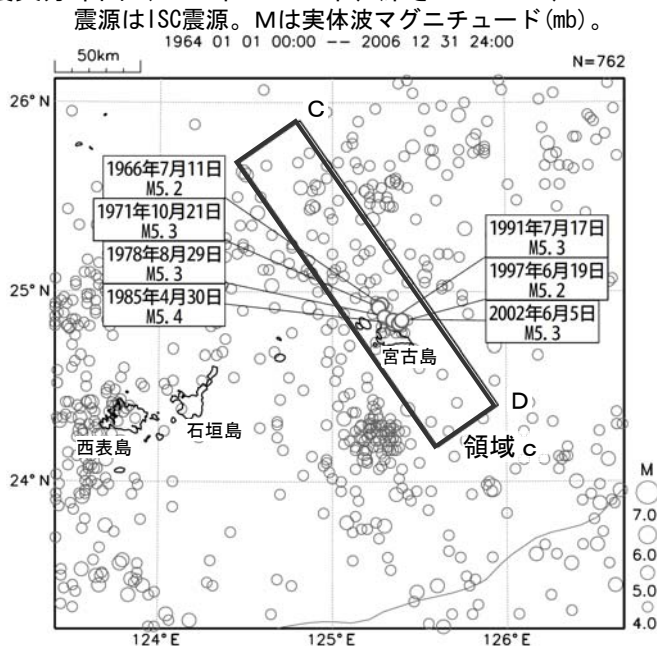 震源はISC震源。Mは実体波マグニチュード(mb)。
1964 01 01 00:00 -- 2006 12 31 24:00
50km
N=762
26°N
C
1966年7月11日
M5.2
1971年10月21日
M5.3
1978年8月29日
M5.3
1985年4月30日
M5.4
1991年7月17日
M5.3
1997年6月19日
M5.2
2002年6月5日
M5.3
25°N
宮古島
D
石垣島
領域c
西表島
24°N
M
7.0
6.0
5.0
4.0
124°E
125°E
126°E